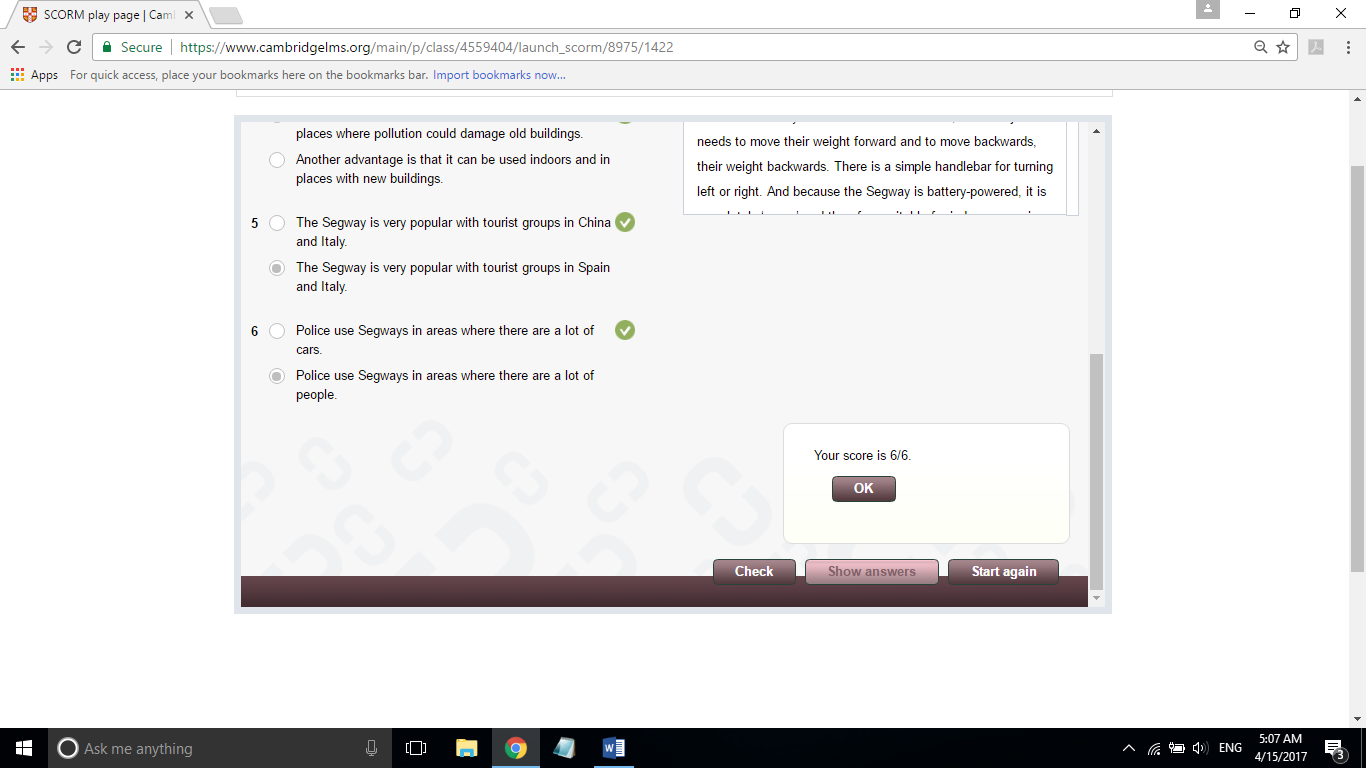 SCORM play page | Cam
Secure
https://www.cambridgelms.org/main/p/class/4559404/launch_scorm/8975/1422
Apps
For quick access, place your bookmarks here on the bookmarks bar. Import bookmarks now...
places where pollution could damage old buildings.
Another advantage is that it can be used indoors and in
places with new buildings.
5
The Segway is very popular with tourist groups in China
and Italy.
The Segway is very popular with tourist groups in Spain
and Italy.
6
Police use Segways in areas where there are a lot of
cars.
Police use Segways in areas where there are a lot of
people.
needs to move their weight forward and to move backwards,
their weight backwards. There is a simple handlebar for turning
left or right. And because the Segway is battery-powered, it is
Your score is 6/6.
OK
Check
Show answers
Start again
Ask me anything
ENG
5:07 AM
4/15/2017
3